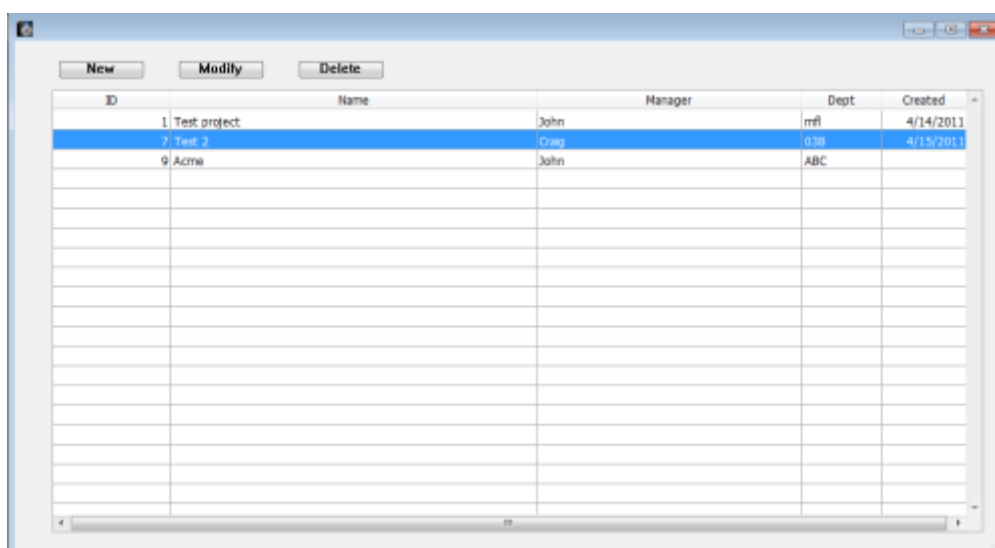 New Modify Delete
ID Name Manager Dept Created
1 Test project John mfl 4/14/2011
7 Test 2 Craig 038 4/15/2011
9 Acme John ABC